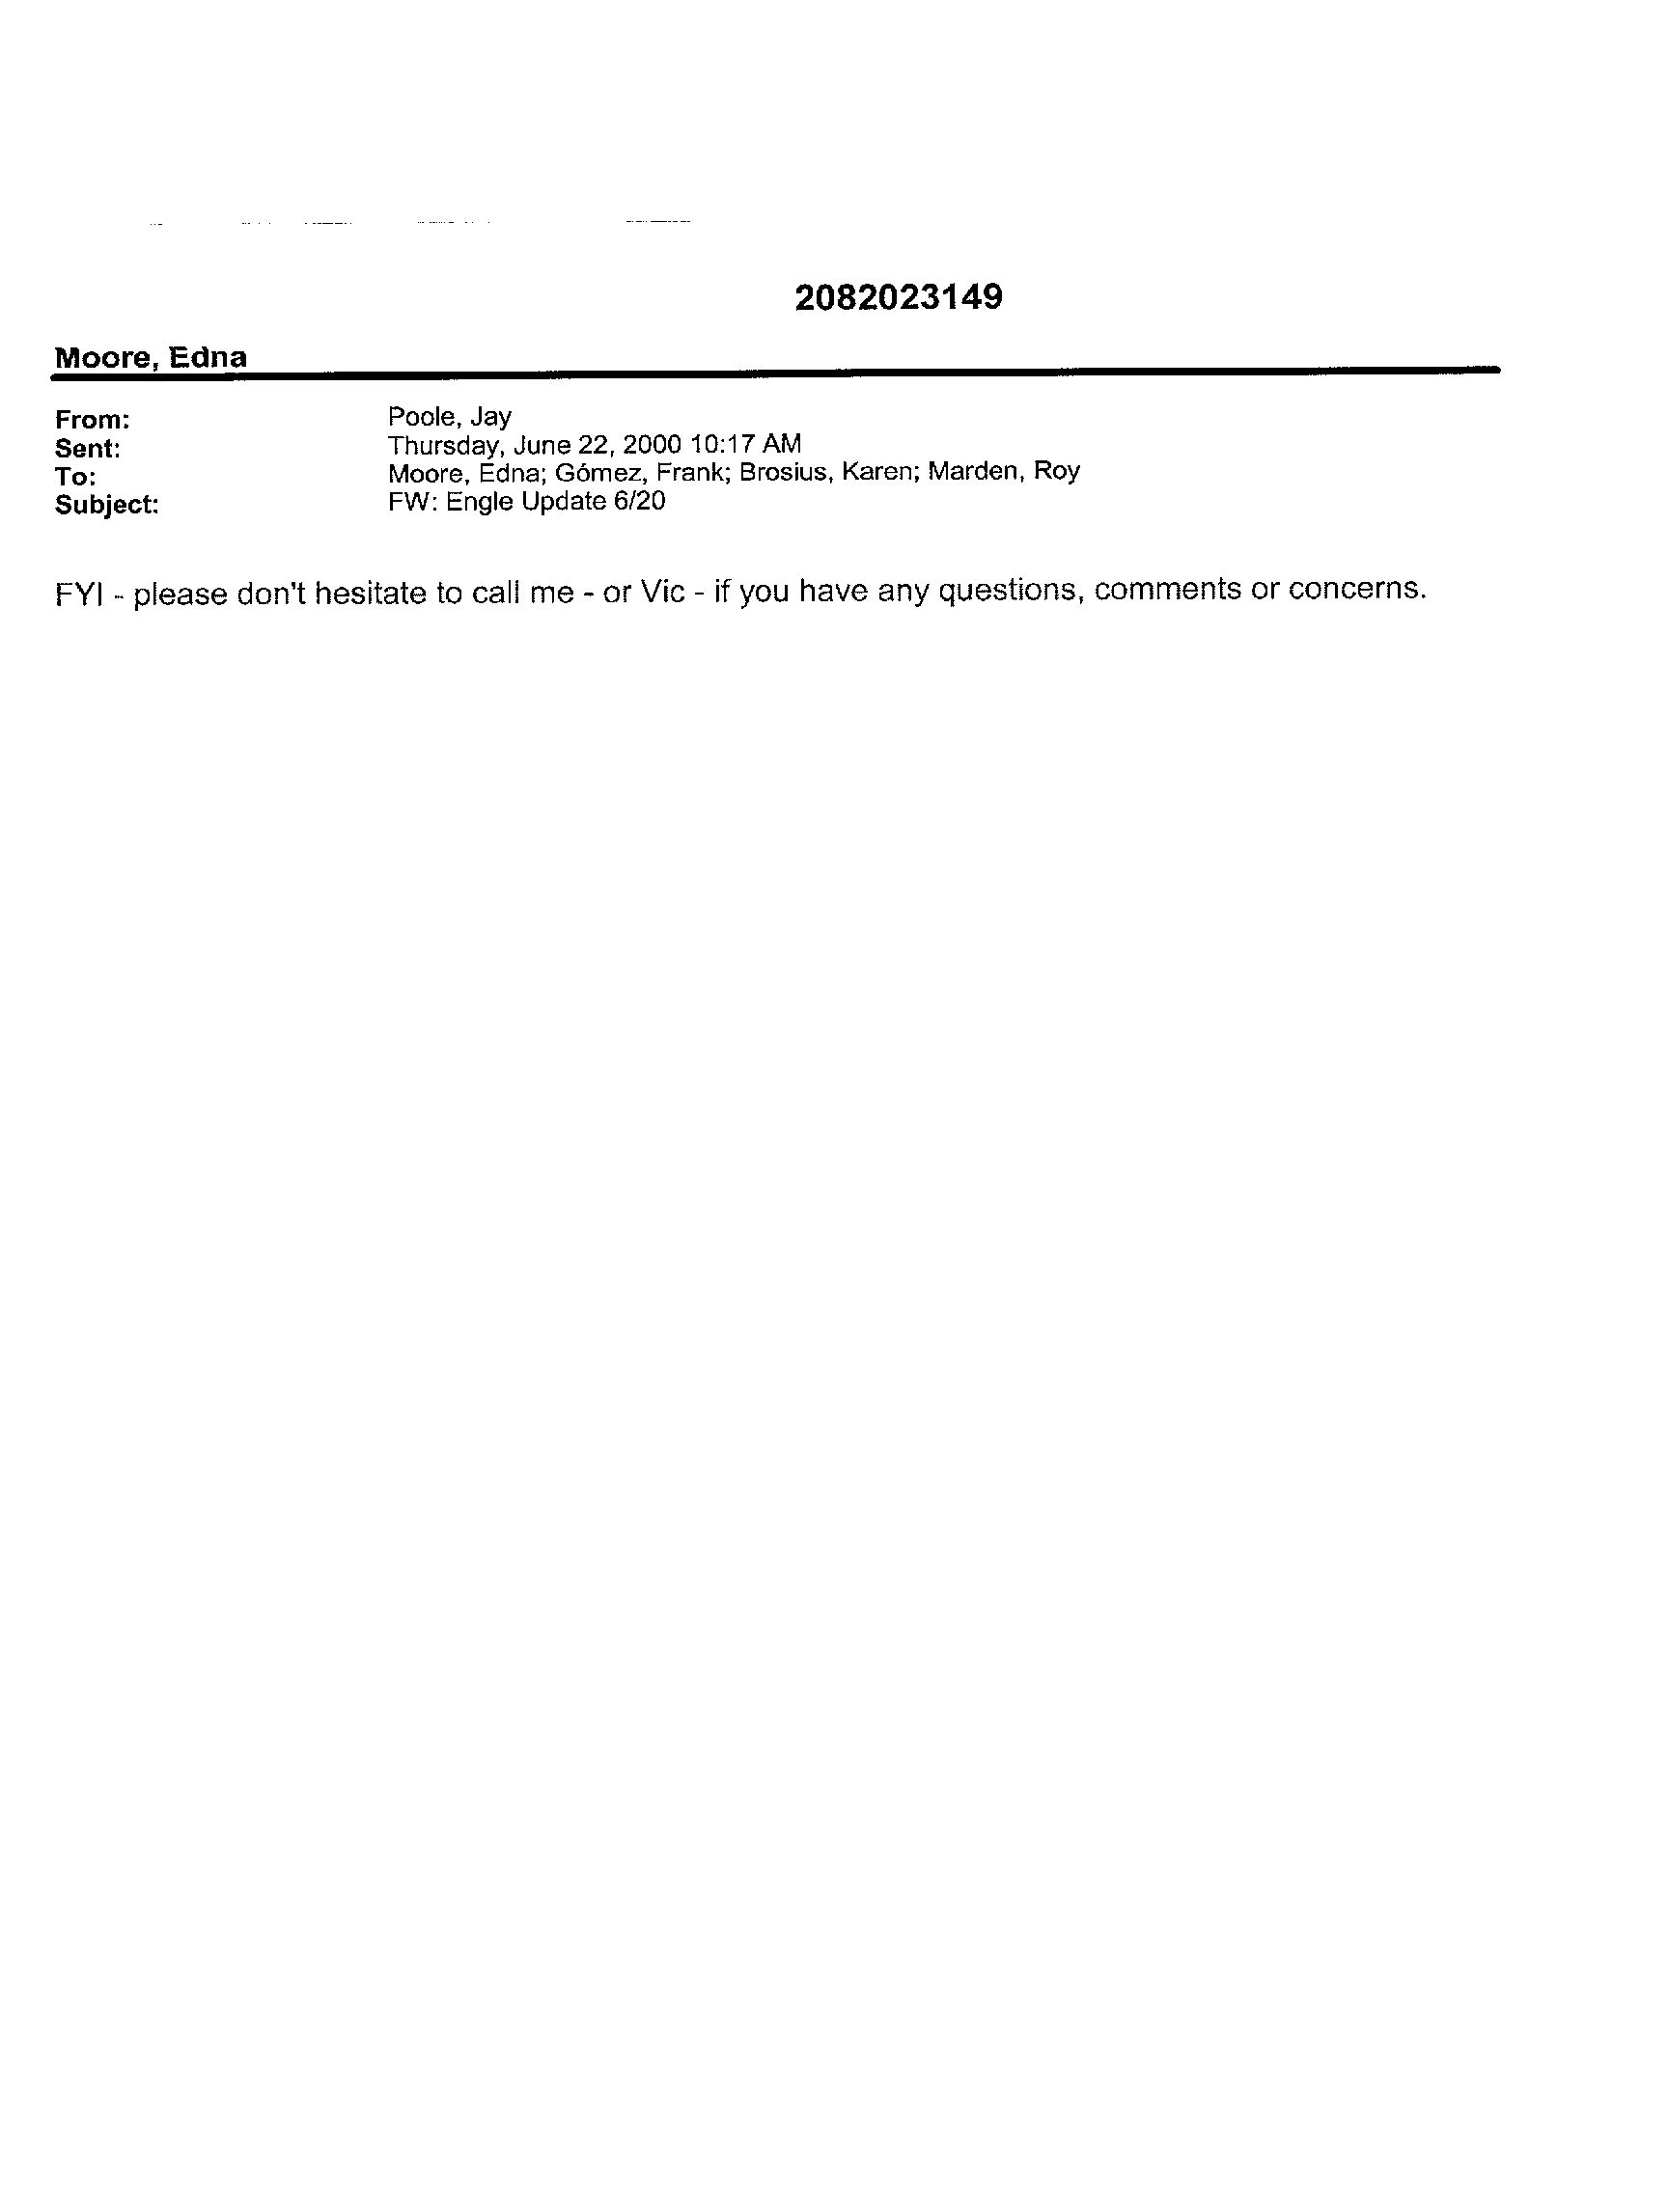 2082023149
Moore, Edna
From: Poole, Jay
Sent: Thursday, June 22, 2000 10:17 AM
To: Moore, Edna; Gómez, Frank; Brosius, Karen; Marden, Roy
Subject: FW: Engle Update 6/20
FYI - please don't hesitate to call me - or Vic - if you have any questions, comments or concerns.